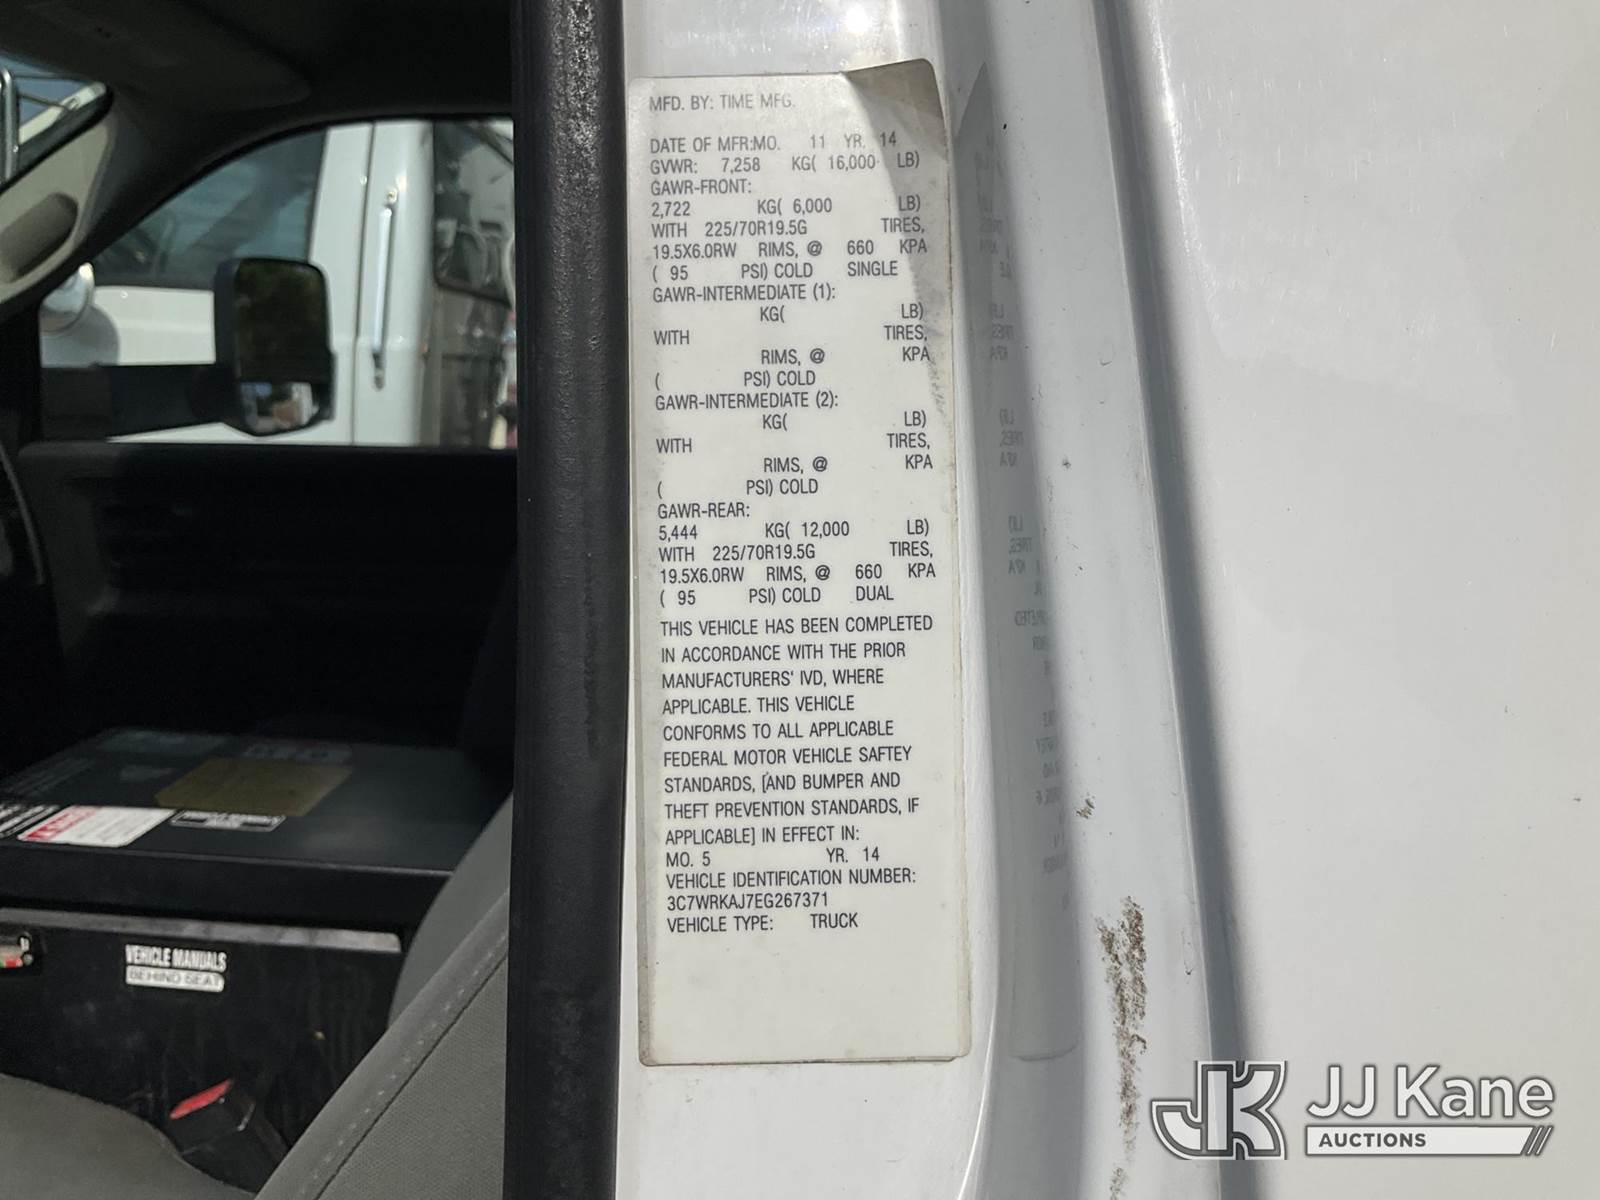 MFD. BY: TIME MFG.
DATE OF MFR:MO. 11 YR. 14
GVWR: 7,258 KG( 16,000 LB)
GAWR-FRONT:
2,722 KG( 6,000 LB)
WITH 225/70R19.5G TIRES,
19.5X6.0RW RIMS, @ 660 KPA
( 95 PSI) COLD SINGLE
GAWR-INTERMEDIATE (1):
KG( LB)
WITH TIRES,
RIMS, @ KPA
( PSI) COLD
GAWR-INTERMEDIATE (2):
KG( LB)
WITH TIRES,
RIMS, @ KPA
( PSI) COLD
GAWR-REAR:
5,444 KG( 12,000 LB)
WITH 225/70R19.5G TIRES,
19.5X6.0RW RIMS, @ 660 KPA
( 95 PSI) COLD DUAL
THIS VEHICLE HAS BEEN COMPLETED
IN ACCORDANCE WITH THE PRIOR
MANUFACTURERS' IVD, WHERE
APPLICABLE. THIS VEHICLE
CONFORMS TO ALL APPLICABLE
FEDERAL MOTOR VEHICLE SAFTEY
STANDARDS, [AND BUMPER AND
THEFT PREVENTION STANDARDS, IF
APPLICABLE] IN EFFECT IN:
MO. 5 YR. 14
VEHICLE IDENTIFICATION NUMBER:
3C7WRKAJ7EG267371
VEHICLE TYPE: TRUCK
VEHICLE MANUALS
BEHIND SEAT
JJ Kane
AUCTIONS